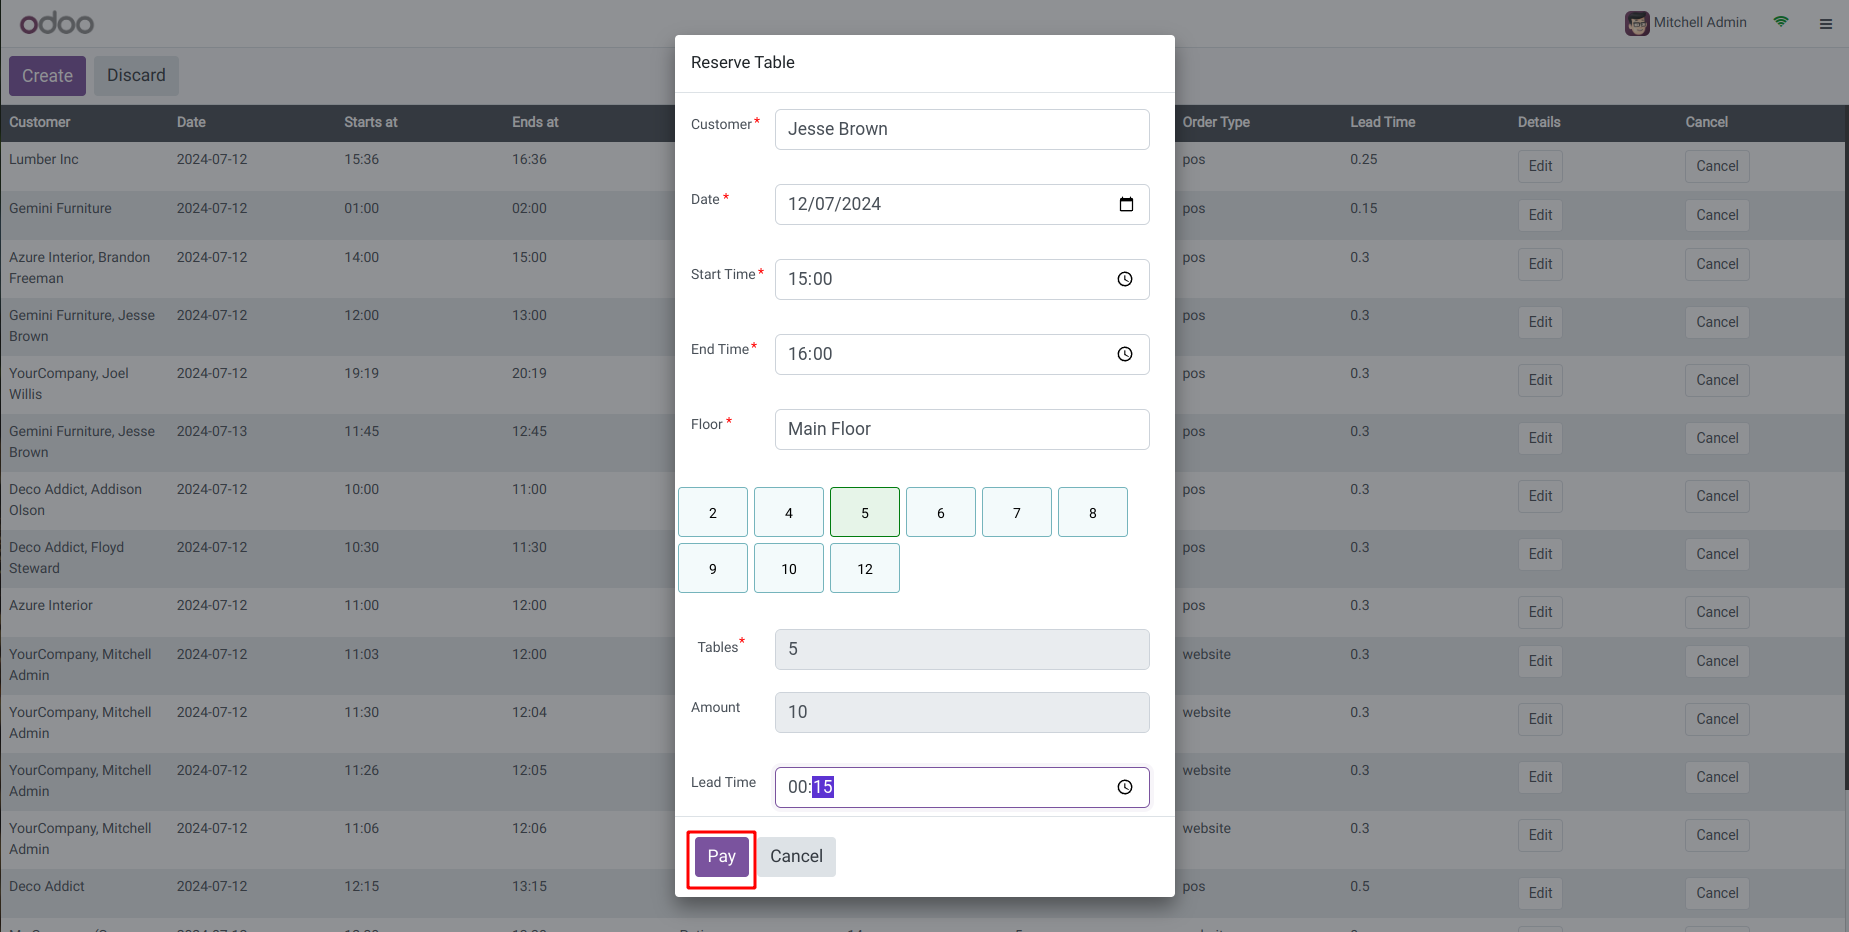 odoo
Mitchell Admin
Create Discard
Customer Date Starts at Ends at Order Type Lead Time Details Cancel
Lumber Inc 2024-07-12 15:36 16:36 pos 0.25 Edit Cancel
Gemini Furniture 2024-07-12 01:00 02:00 pos 0.15 Edit Cancel
Azure Interior, Brandon 2024-07-12 14:00 15:00 pos 0.3 Edit Cancel
Freeman
Gemini Furniture, Jesse 2024-07-12 12:00 13:00 pos 0.3 Edit Cancel
Brown
YourCompany, Joel 2024-07-12 19:19 20:19 pos 0.3 Edit Cancel
Willis
Gemini Furniture, Jesse 2024-07-13 11:45 12:45 pos 0.3 Edit Cancel
Brown
Deco Addict, Addison 2024-07-12 10:00 11:00 pos 0.3 Edit Cancel
Olson
Deco Addict, Floyd 2024-07-12 10:30 11:30 pos 0.3 Edit Cancel
Steward
Azure Interior 2024-07-12 11:00 12:00 pos 0.3 Edit Cancel
YourCompany, Mitchell 2024-07-12 11:03 12:00 website 0.3 Edit Cancel
Admin
YourCompany, Mitchell 2024-07-12 11:30 12:04 website 0.3 Edit Cancel
Admin
YourCompany, Mitchell 2024-07-12 11:26 12:05 website 0.3 Edit Cancel
Admin
YourCompany, Mitchell 2024-07-12 11:06 12:06 website 0.3 Edit Cancel
Admin
Deco Addict 2024-07-12 12:15 13:15 pos 0.5 Edit Cancel
Reserve Table
Customer* Jesse Brown
Date * 12/07/2024
Start Time* 15:00
End Time* 16:00
Floor * Main Floor
2 4 5 6 7 8
9 10 12
Tables* 5
Amount 10
Lead Time 00:15
Pay Cancel